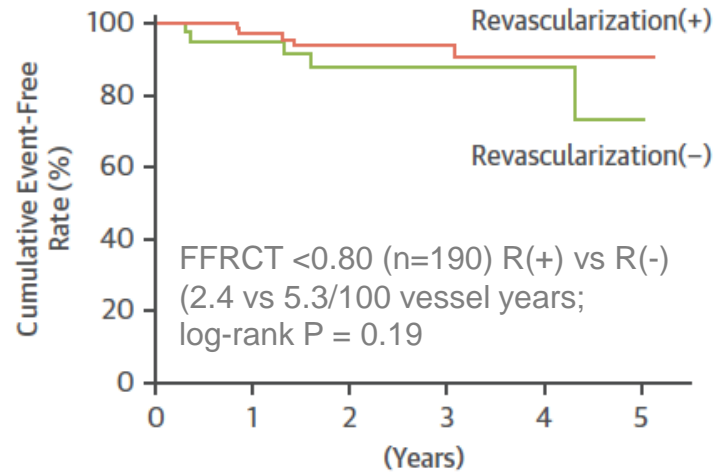 Revascularization(+)
100
80
60
40
20
0
Cumulative Event-Free
Rate (%)
Revascularization(−)
FFRCT <0.80 (n=190) R(+) vs R(-)
(2.4 vs 5.3/100 vessel years;
log-rank P = 0.19
0 1 2 3 4 5
(Years)